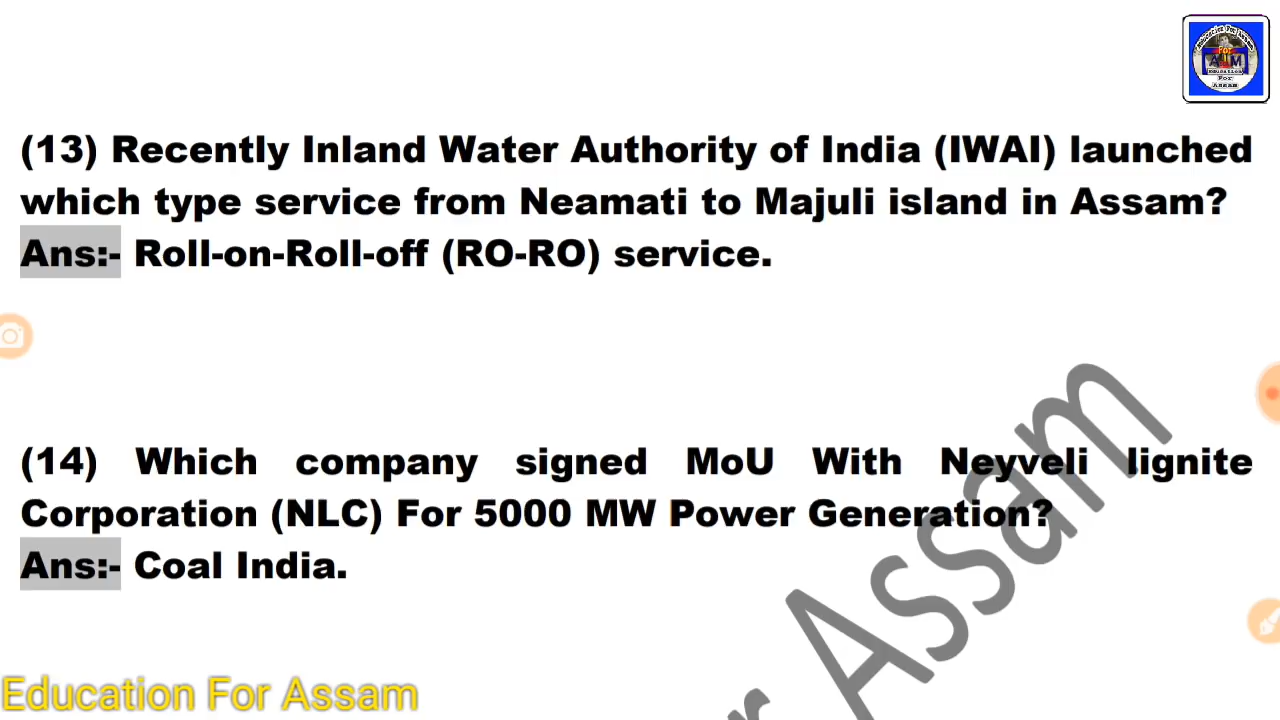 (13) Recently Inland Water Authority of India (IWAI) launched
which type service from Neamati to Majuli island in Assam?
Ans:- Roll-on-Roll-off (RO-RO) service.
(14) Which company signed MoU With Neyveli lignite
Corporation (NLC) For 5000 MW Power Generation?
Ans:- Coal India.
r Assam
Education For Assam